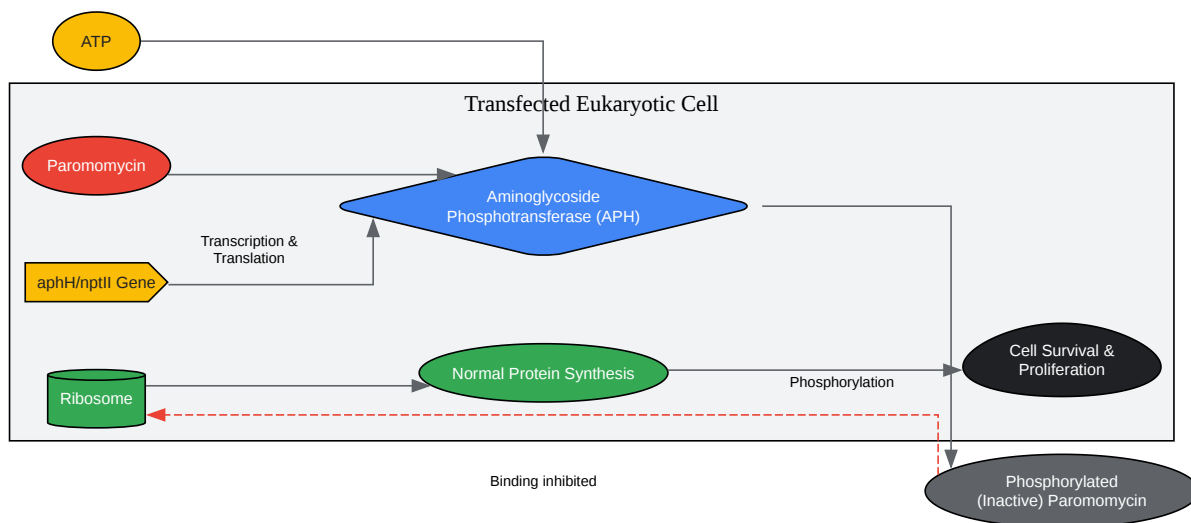 ATP
Transfected Eukaryotic Cell
Paromomycin
Aminoglycoside
Phosphotransferase (APH)
Transcription &
Translation
aphH/nptII Gene
Cell Survival &
Proliferation
Normal Protein Synthesis
Phosphorylation
Ribosome
Binding inhibited
Phosphorylated
(Inactive) Paromomycin